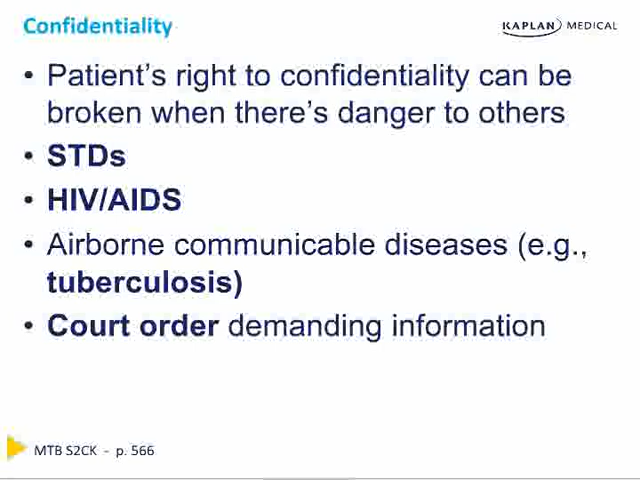 Confidentiality
KAPLAN MEDICAL
• Patient's right to confidentiality can be
broken when there's danger to others
• STDs
• HIV/AIDS
• Airborne communicable diseases (e.g.,
tuberculosis)
• Court order demanding information
MTB S2CK - p. 566